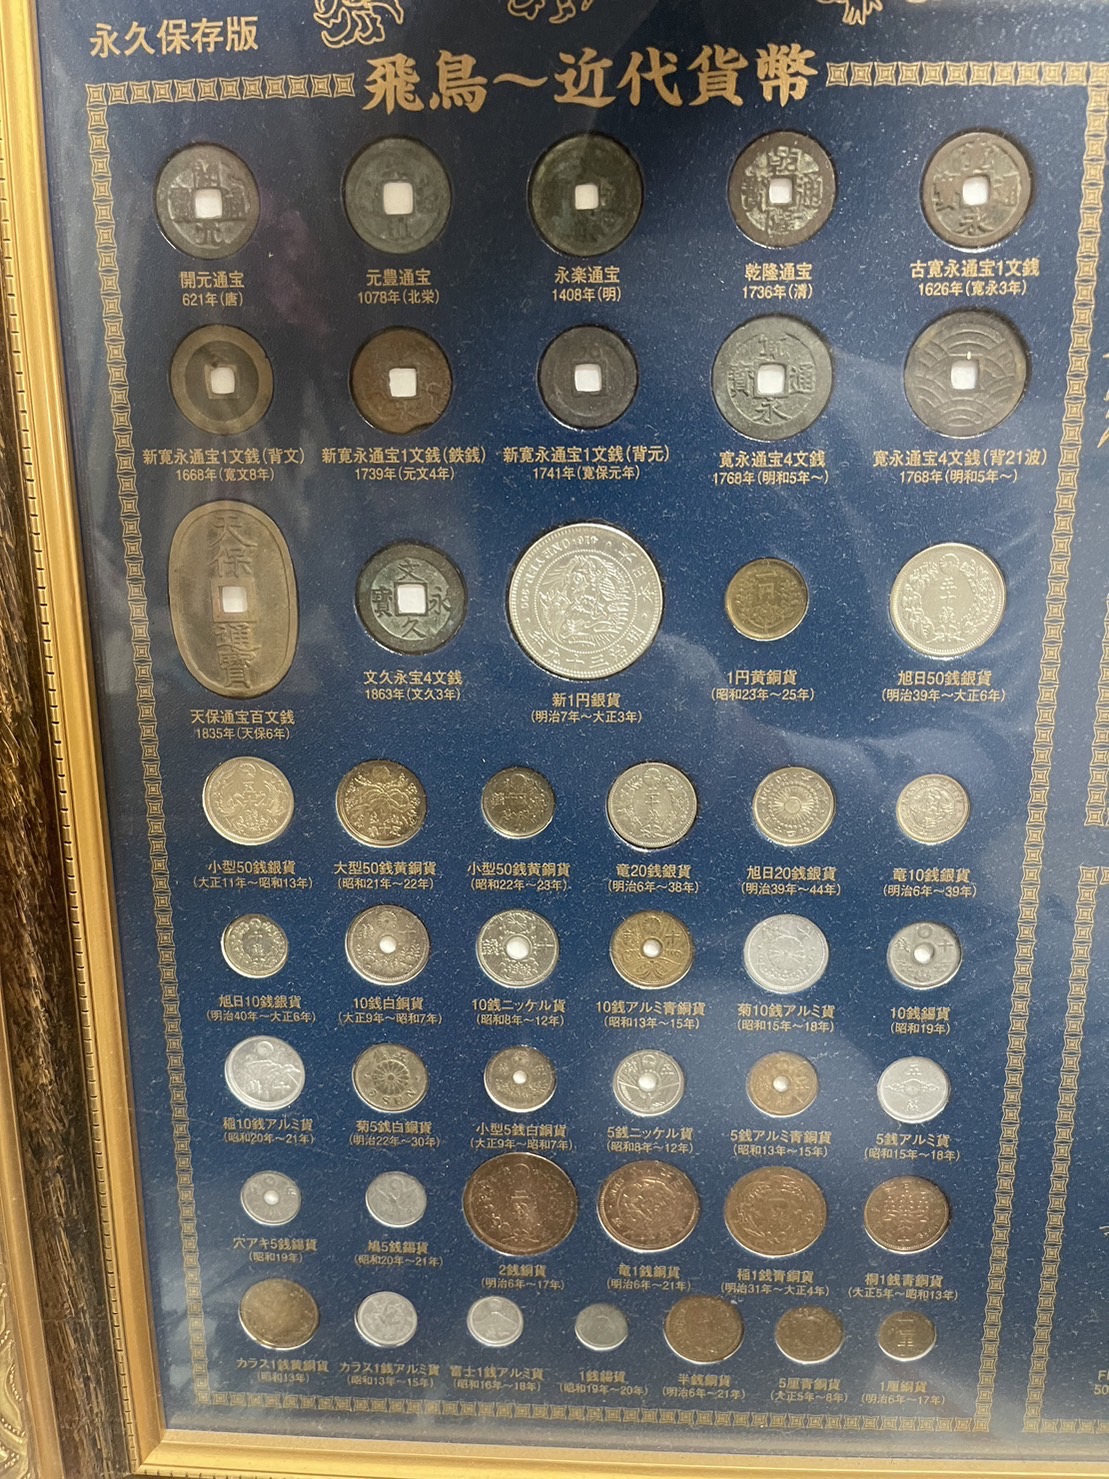 永久保存版
飛鳥〜近代貨幣
開元通宝 元豊通宝 永楽通宝 乾隆通宝 古寛永通宝1文銭
621年(唐) 1078年(北栄) 1408年(明) 1736年(清) 1626年(寛永3年)
新寛永通宝1文銭(背文) 新寛永通宝1文銭(鉄銭) 新寛永通宝1文銭(背元) 寛永通宝4文銭 寛永通宝4文銭(背21波)
1668年(寛文8年) 1739年(元文4年) 1741年(寛保元年) 1768年(明和5年〜) 1768年(明和5年〜)
天保通寶
文久永寶
天保通宝百文銭 文久永宝4文銭 新1円銀貨 1円黄銅貨 旭日50銭銀貨
1835年(天保6年) 1863年(文久3年) (明治7年〜大正3年) (昭和23年〜25年) (明治39年〜大正6年)
小型50銭銀貨 大型50銭黄銅貨 小型50銭黄銅貨 竜20銭銀貨 旭日20銭銀貨 竜10銭銀貨
(大正11年〜昭和13年) (昭和21年〜22年) (昭和22年〜23年) (明治6年〜38年) (明治39年〜44年) (明治6年〜39年)
旭日10銭銀貨 10銭白銅貨 10銭ニッケル貨 10銭アルミ青銅貨 菊10銭アルミ貨 10銭錫貨
(明治40年〜大正6年) (大正9年〜昭和7年) (昭和8年〜12年) (昭和13年〜15年) (昭和15年〜18年) (昭和19年)
稲10銭アルミ貨 菊5銭白銅貨 小型5銭白銅貨 5銭ニッケル貨 5銭アルミ青銅貨 5銭アルミ貨
(昭和20年〜21年) (明治22年〜30年) (大正9年〜昭和7年) (昭和8年〜12年) (昭和13年〜15年) (昭和15年〜18年)
穴アキ5銭錫貨 鳩5銭錫貨 2銭銅貨 竜1銭銅貨 稲1銭青銅貨 桐1銭青銅貨
(昭和19年) (昭和20年〜21年) (明治6年〜17年) (明治6年〜21年) (明治31年〜大正4年) (大正5年〜昭和13年)
カラス1銭黄銅貨 カラス1銭アルミ貨 富士1銭アルミ貨 1銭錫貨 半銭銅貨 5厘青銅貨 1厘銅貨
(昭和13年) (昭和13年〜15年) (昭和16年〜18年) (昭和19年〜20年) (明治6年〜21年) (大正5年〜8年) (明治6年〜17年)